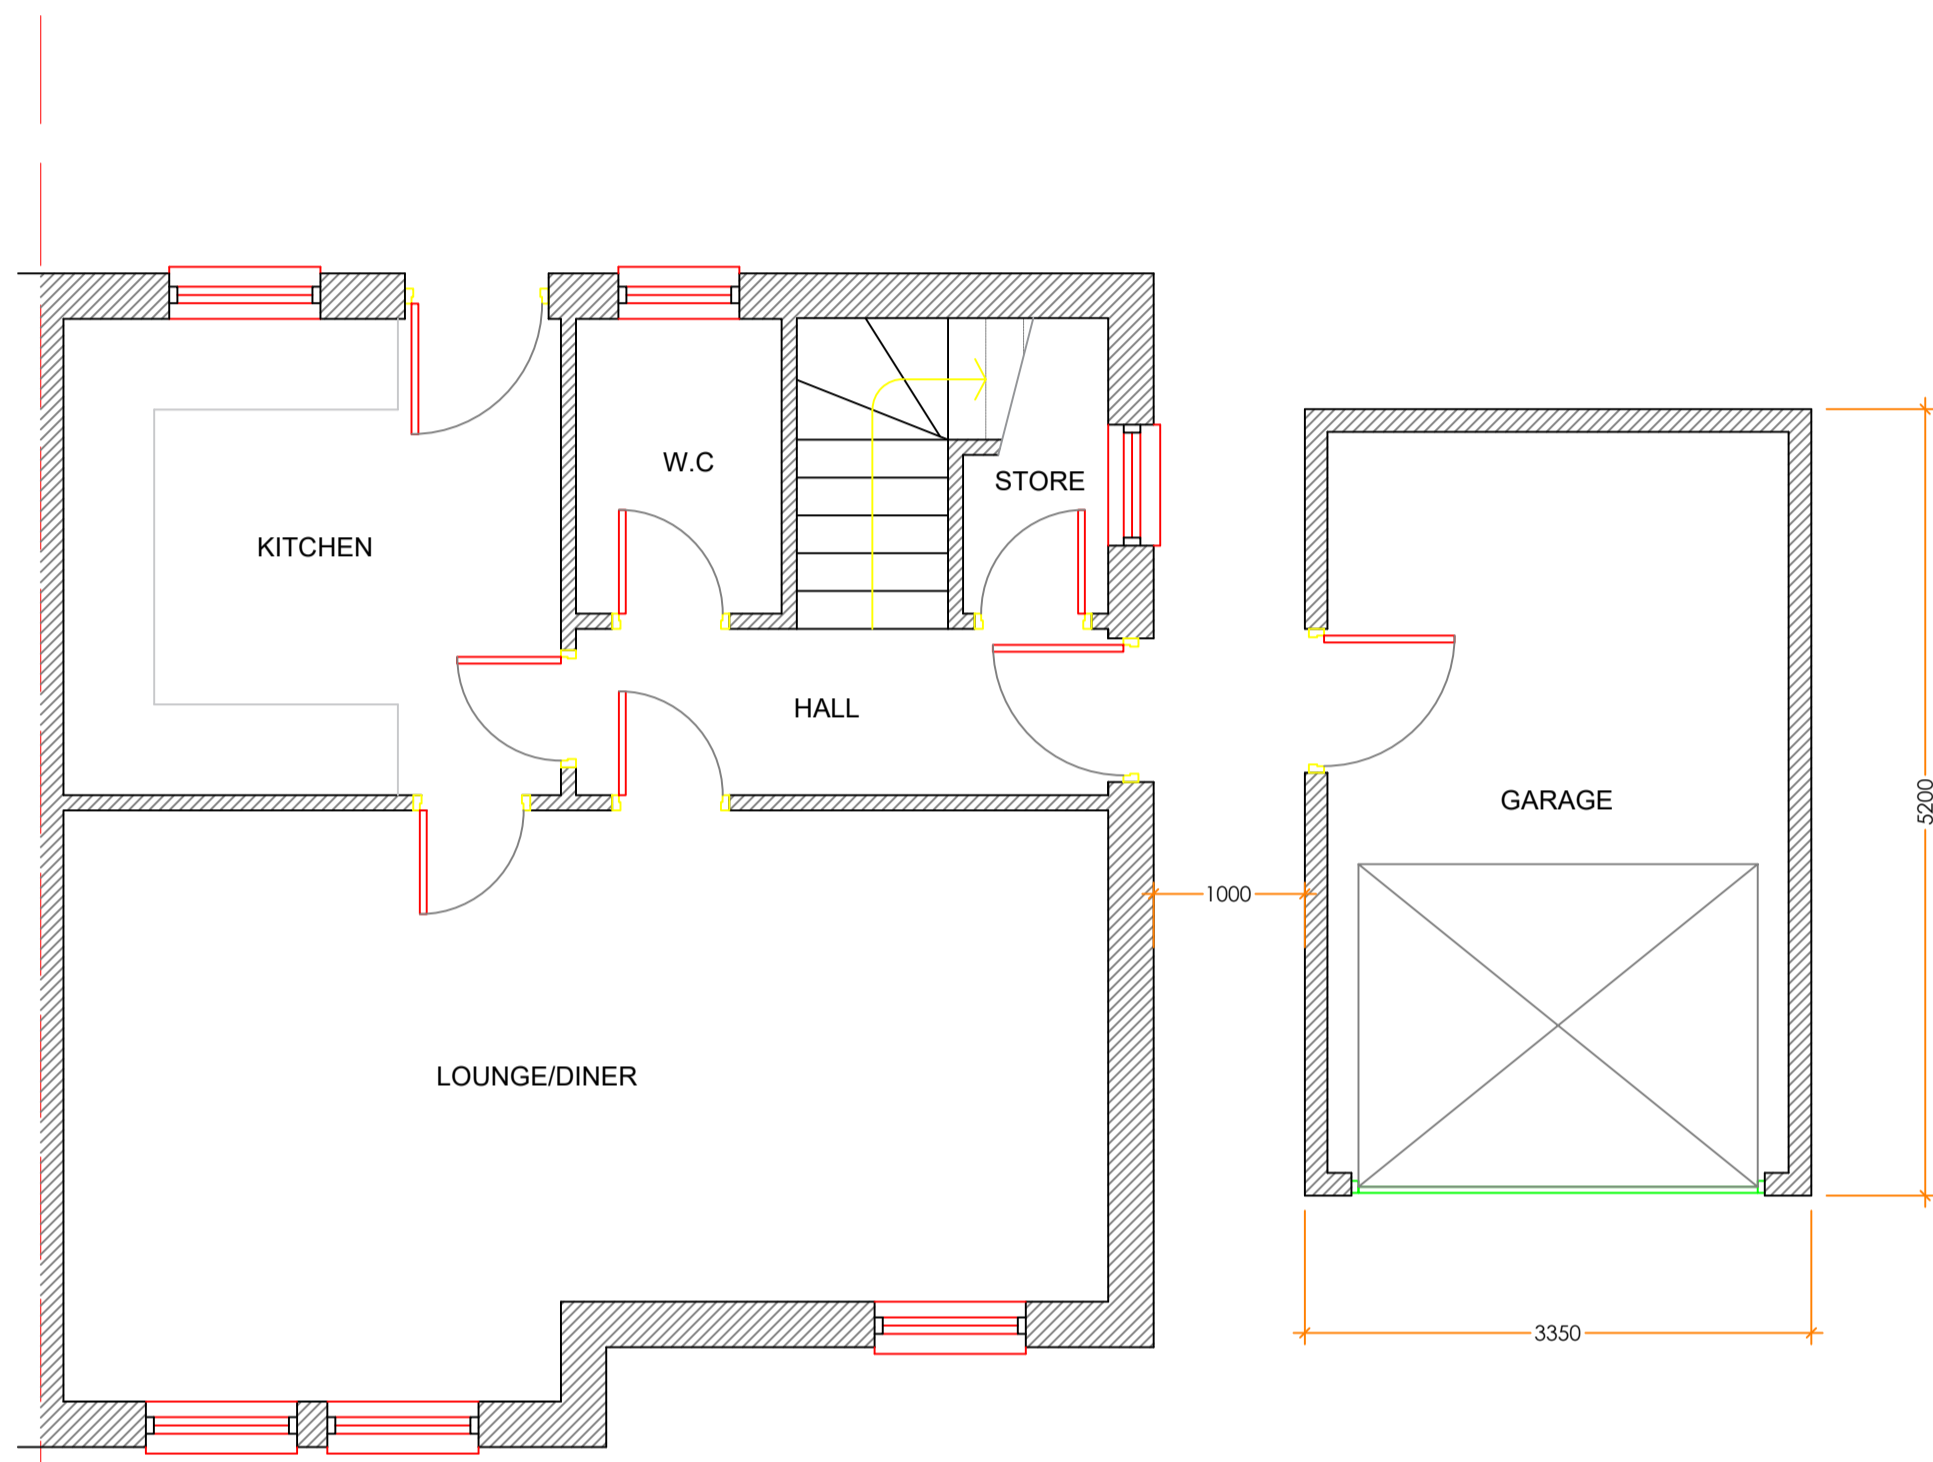 W.C
STORE
KITCHEN
HALL
GARAGE
5200
1000
LOUNGE/DINER
3350